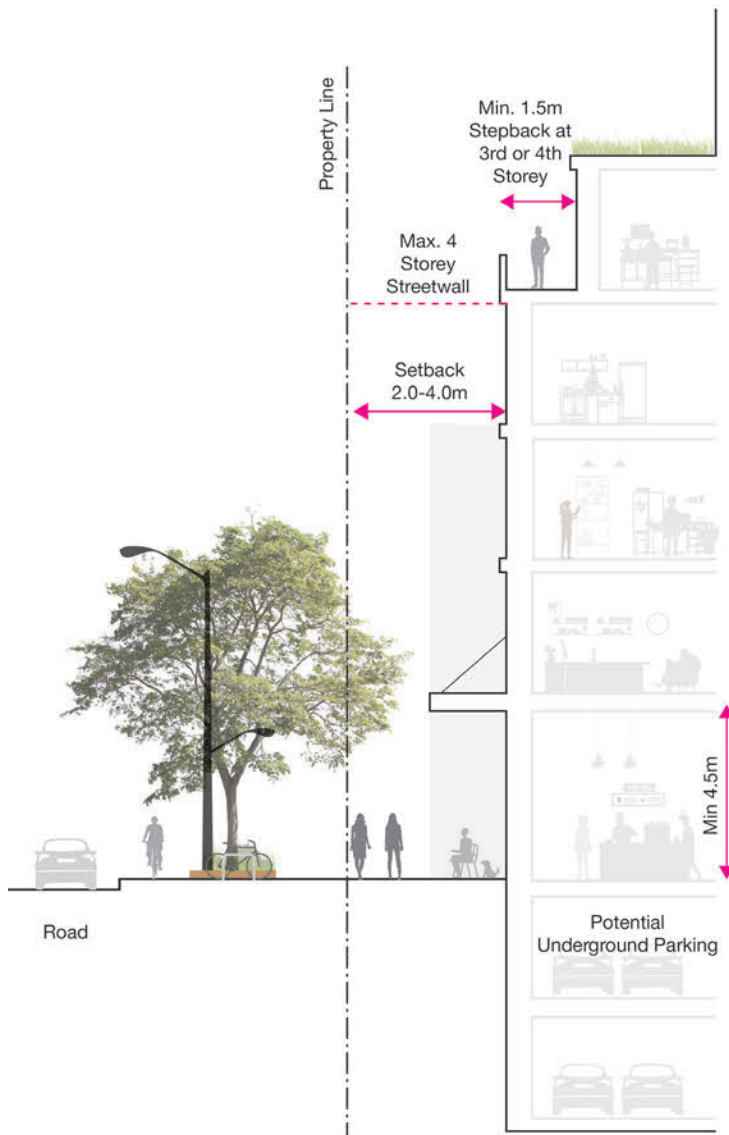 Property Line
Min. 1.5m
Stepback at
3rd or 4th
Storey
Max. 4
Storey
Streetwall
Setback
2.0-4.0m
Min 4.5m
Road
Potential
Underground Parking